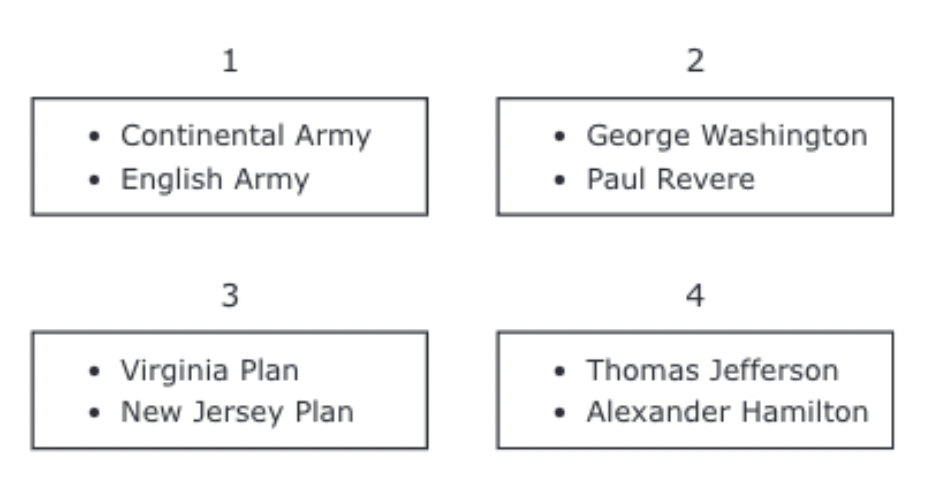 1
• Continental Army
• English Army
2
• George Washington
• Paul Revere
3
• Virginia Plan
• New Jersey Plan
4
• Thomas Jefferson
• Alexander Hamilton